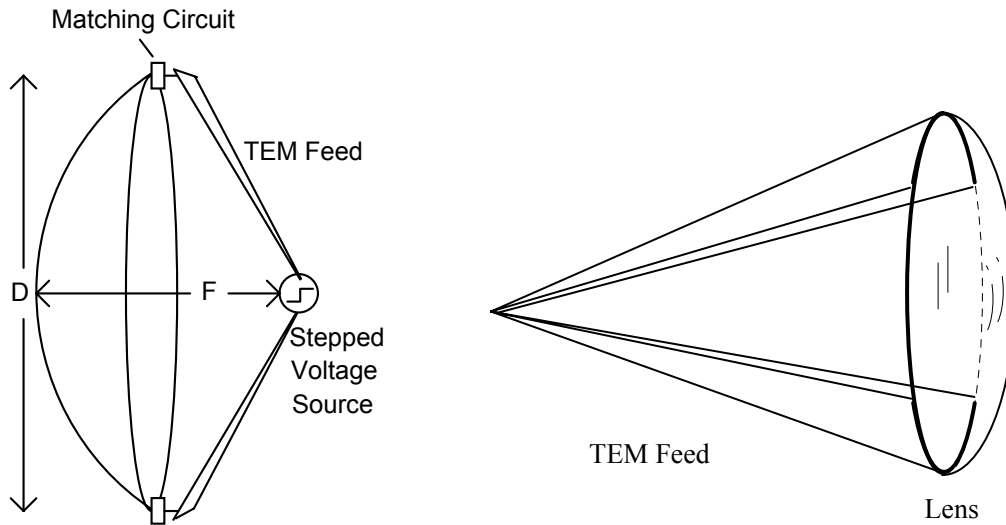 Matching Circuit
TEM Feed
D
F
Stepped
Voltage
Source
TEM Feed
Lens